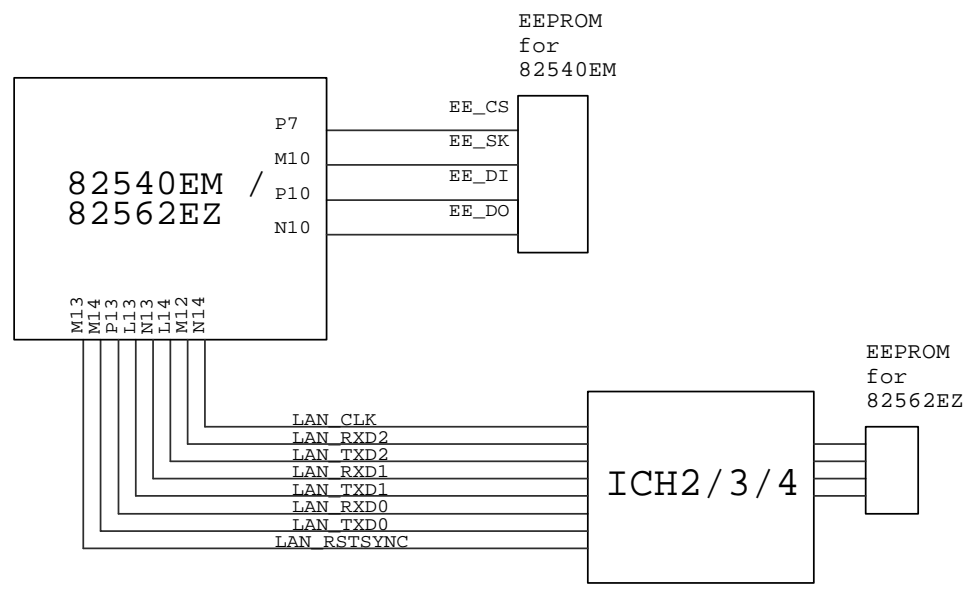 EEPROM
for
82540EM
EE_CS
P7
EE_SK
M10
82540EM /
82562EZ
EE_DI
P10
EE_DO
N10
M13
M14
P13
L13
N13
L14
M12
N14
EEPROM
for
82562EZ
LAN_CLK
LAN_RXD2
LAN_TXD2
LAN_RXD1
LAN_TXD1
LAN_RXD0
LAN_TXD0
LAN_RSTSYNC
ICH2/3/4